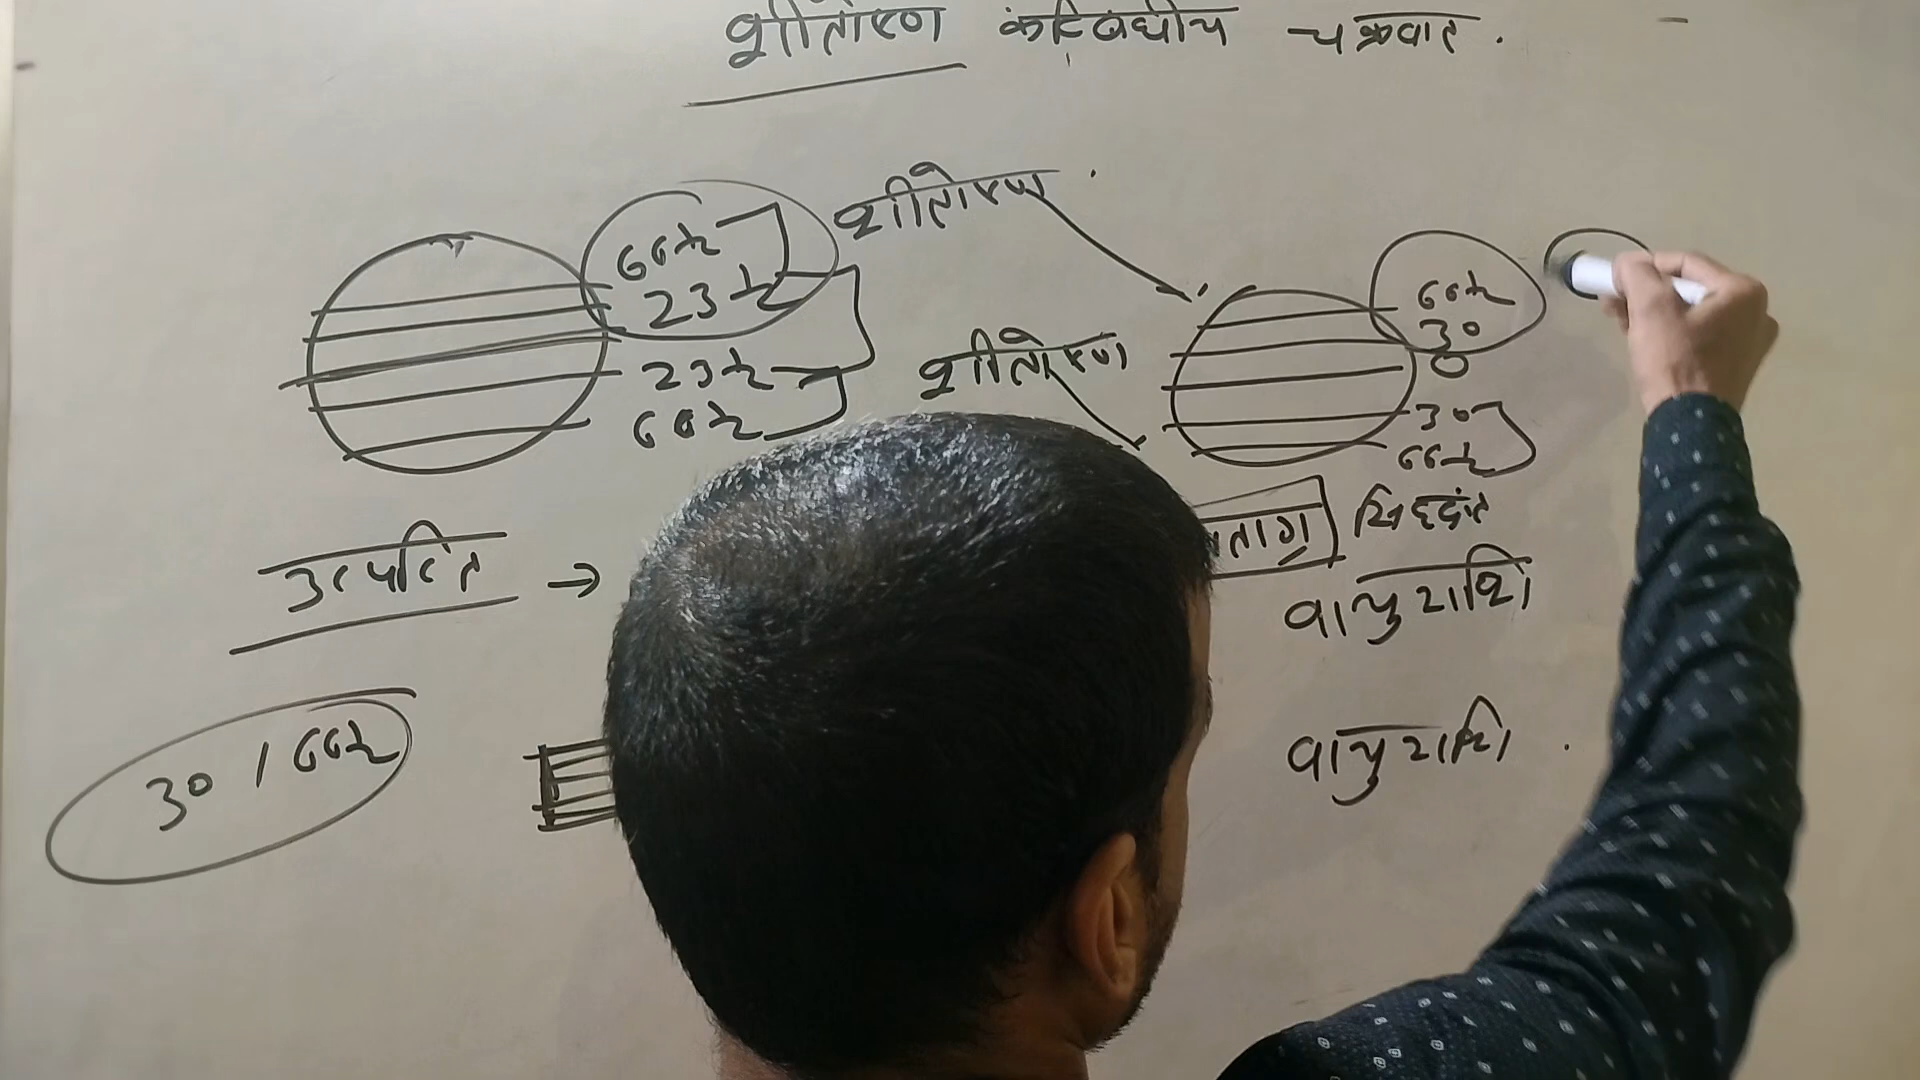 शीतोष्ण कटिबंधीय चक्रवात.
शीतोष्ण
66½
23½
23½
66½
शीतोष्ण
66½
30
0
30
66½
उत्पत्ति →
ताग्र सिद्धांत
वायुराशि
30 / 66½
वायुराशि